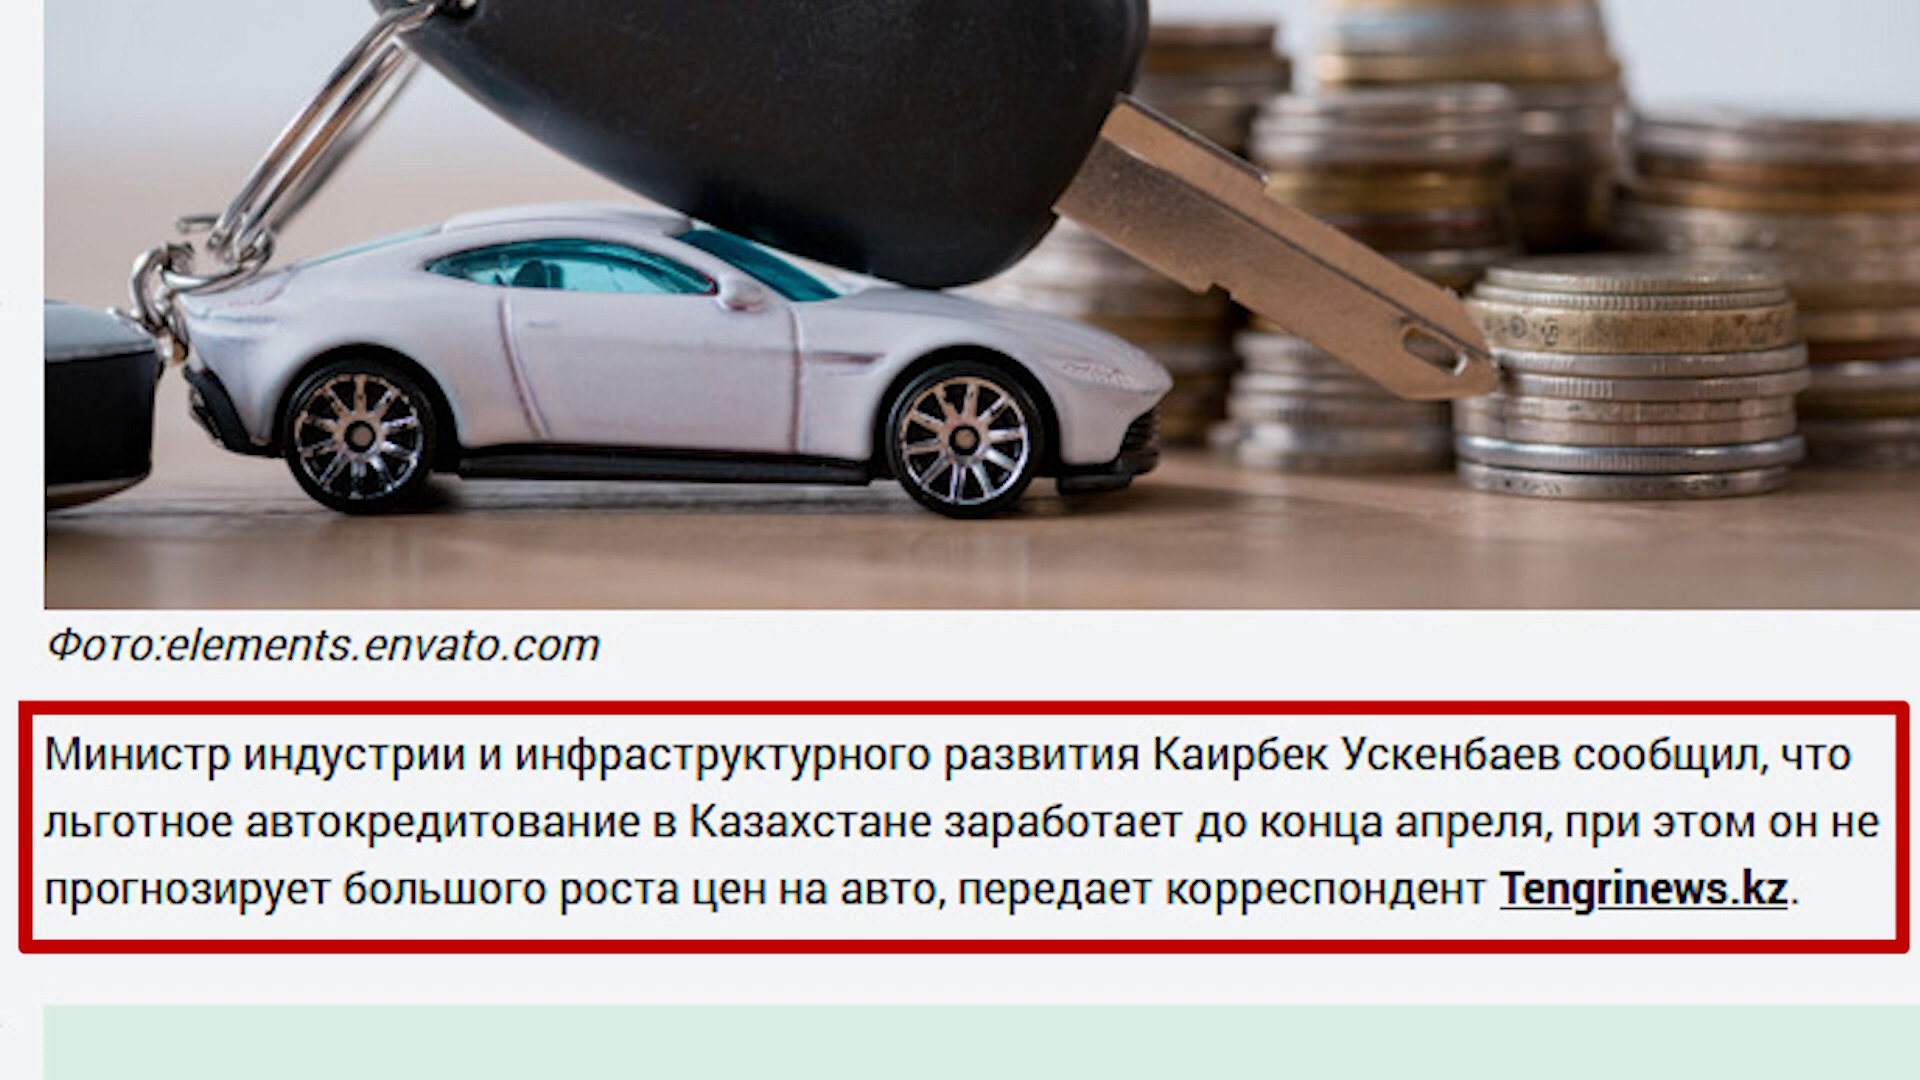 Фото:elements.envato.com
Министр индустрии и инфраструктурного развития Каирбек Ускенбаев сообщил, что
льготное автокредитование в Казахстане заработает до конца апреля, при этом он не
прогнозирует большого роста цен на авто, передает корреспондент Tengrinews.kz.